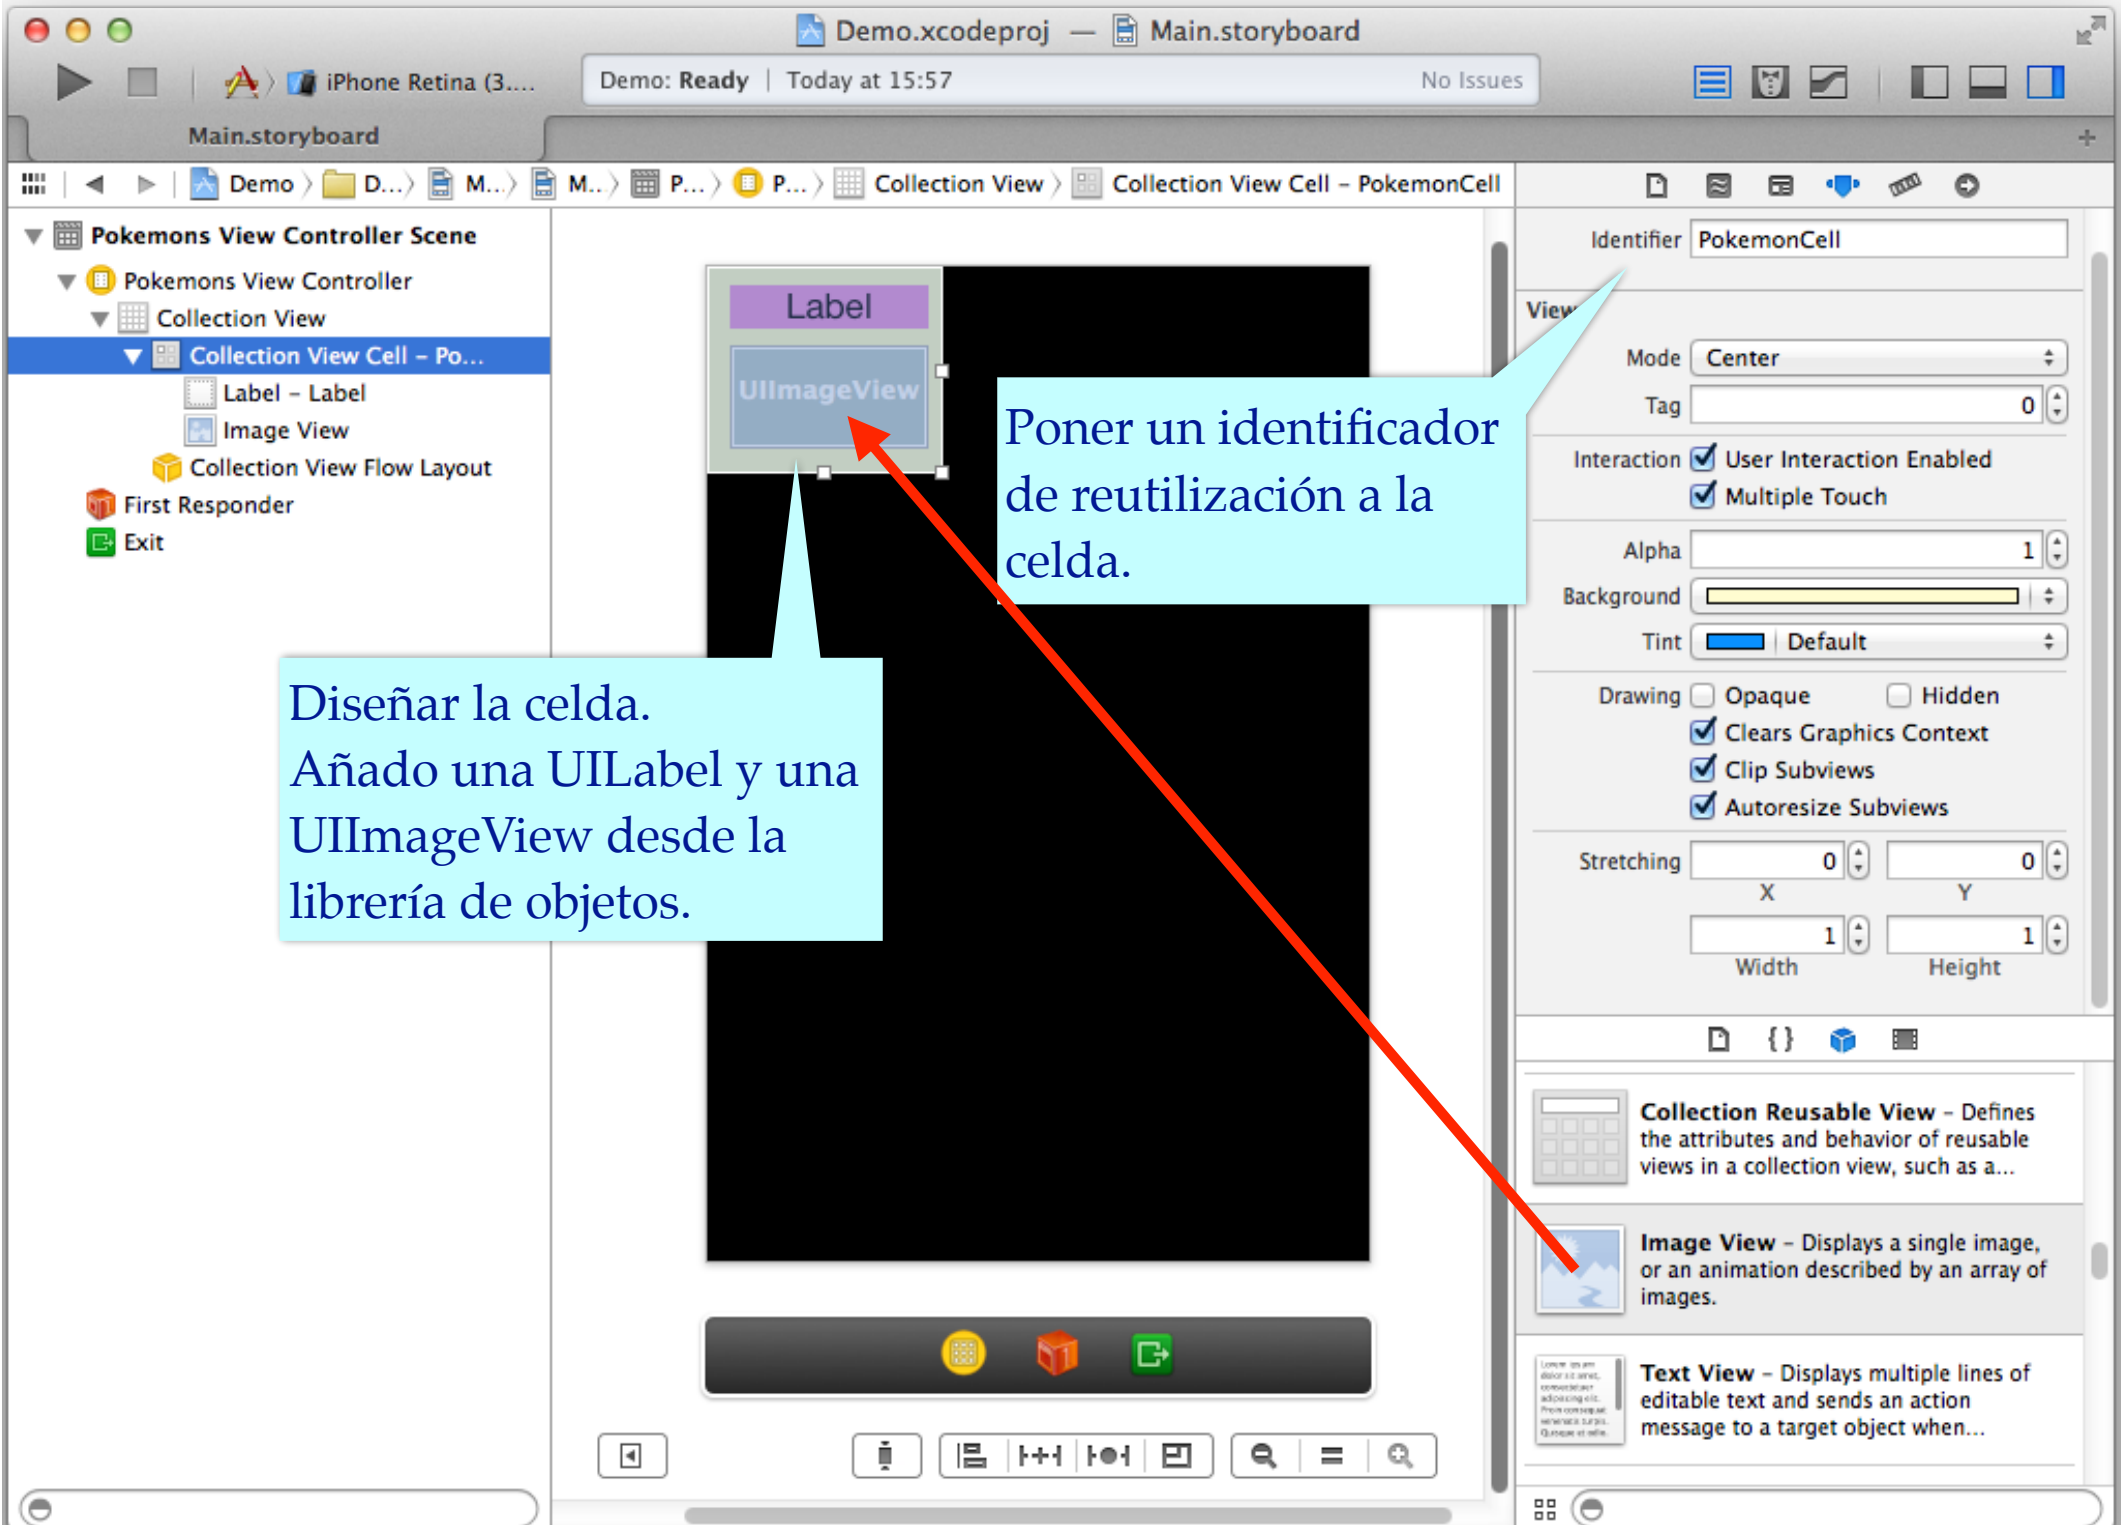 Demo.xcodeproj — Main.storyboard
iPhone Retina (3....
Demo: Ready | Today at 15:57
No Issues
Main.storyboard
Demo
D...
M...
M...
P...
P...
Collection View
Collection View Cell – PokemonCell
Pokemons View Controller Scene
Pokemons View Controller
Collection View
Collection View Cell – Po...
Label – Label
Image View
Collection View Flow Layout
First Responder
Exit
Label
UIImageView
Poner un identificador
de reutilización a la
celda.
Diseñar la celda.
Añado una UILabel y una
UIImageView desde la
librería de objetos.
Identifier PokemonCell
View
Mode Center
Tag 0
Interaction User Interaction Enabled
Multiple Touch
Alpha 1
Background
Tint Default
Drawing Opaque Hidden
Clears Graphics Context
Clip Subviews
Autoresize Subviews
Stretching 0 0
X Y
1 1
Width Height
{}
Collection Reusable View – Defines
the attributes and behavior of reusable
views in a collection view, such as a...
Image View – Displays a single image,
or an animation described by an array of
images.
Text View – Displays multiple lines of
editable text and sends an action
message to a target object when...